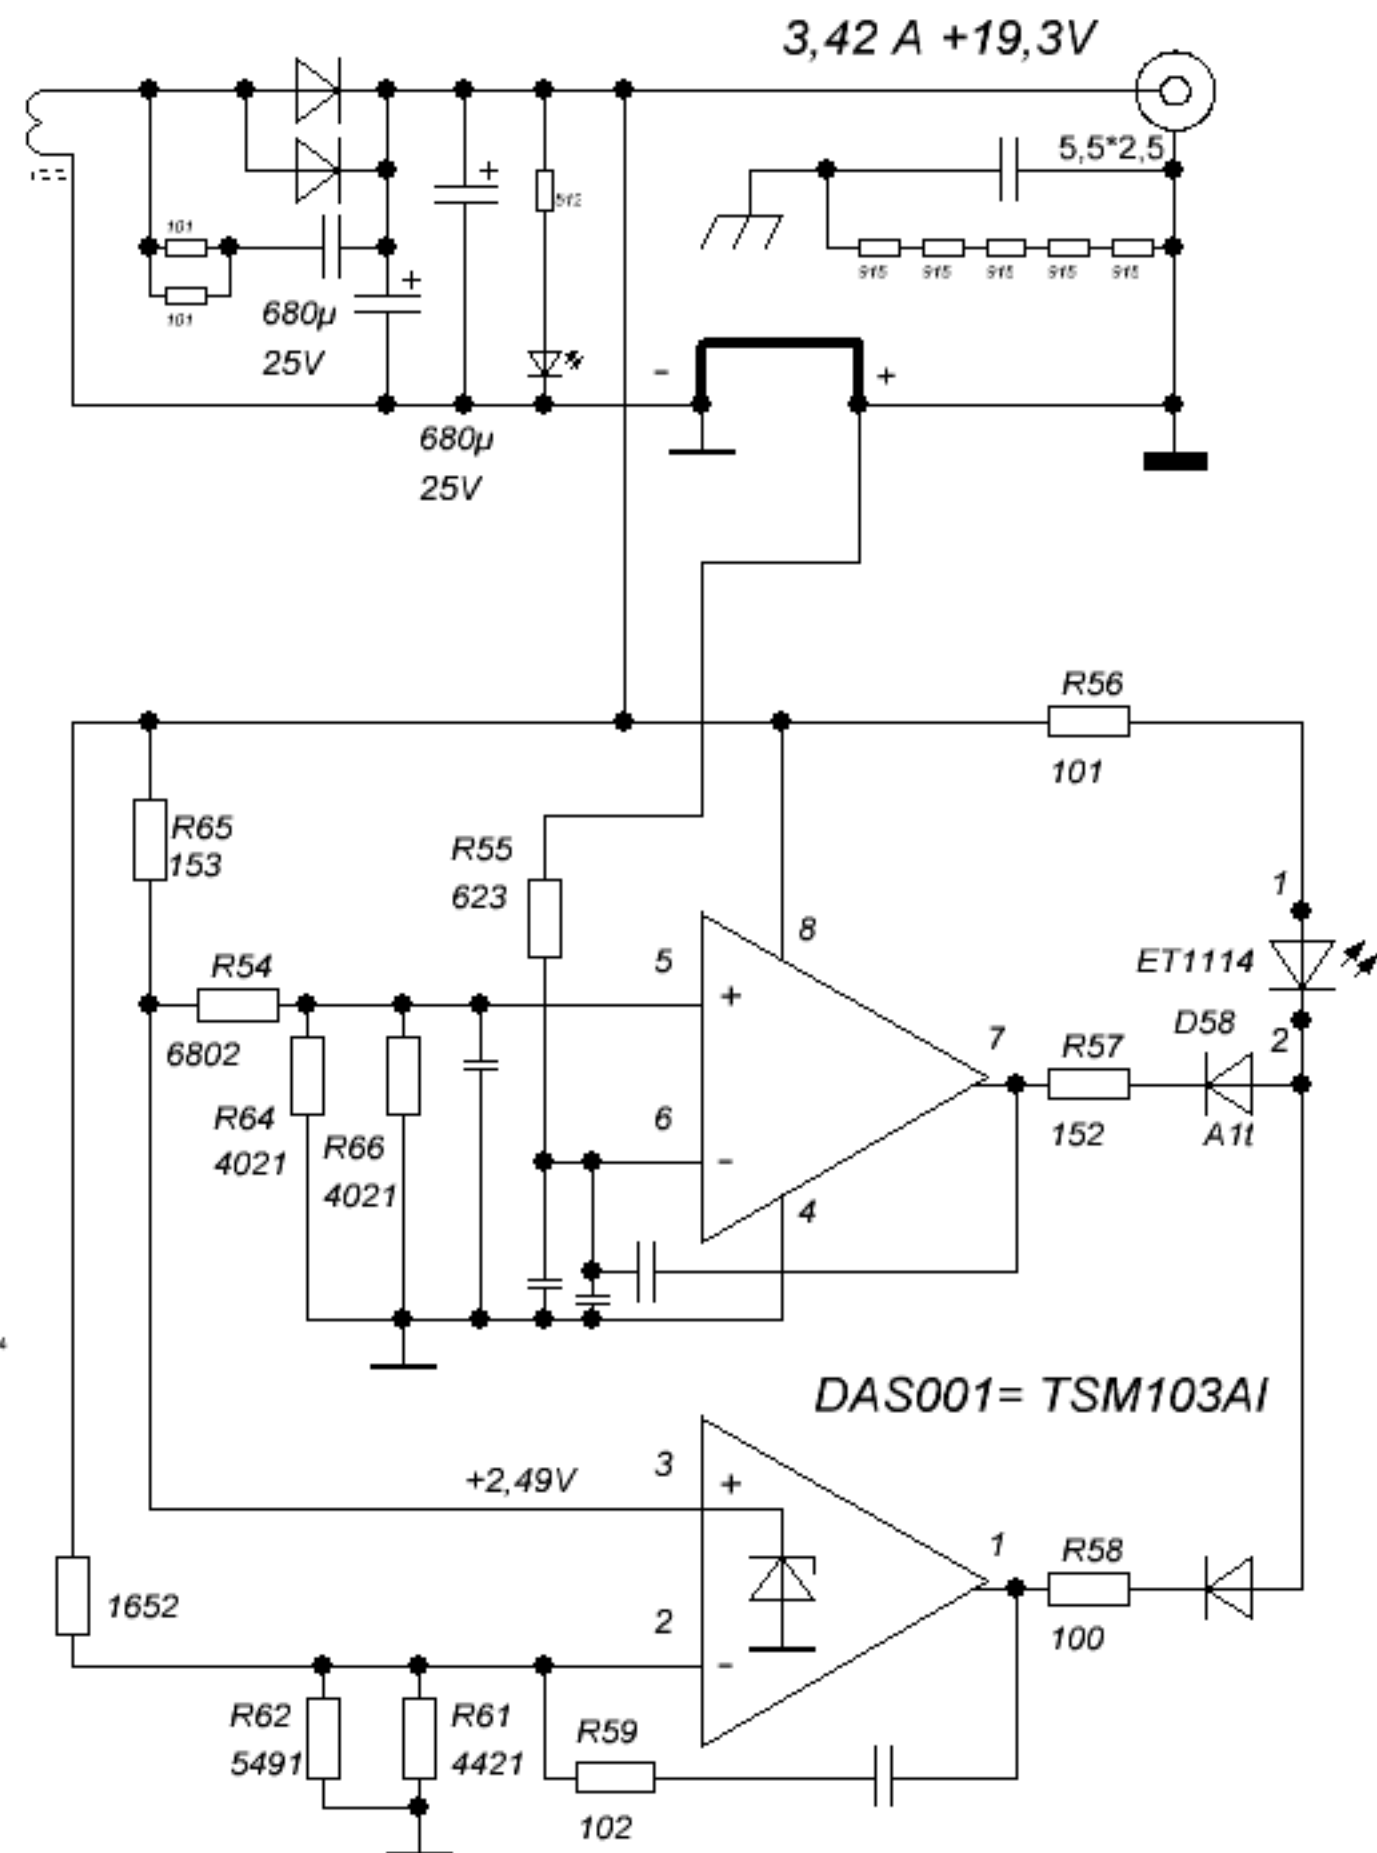 3,42 A +19,3V
5,5*2,5
+
512
101
915 915 915 915 915
+
680µ
25V
101
- +
680µ
25V
R56
101
R65
153
R55
623
1
8
5
ET1114
R54
+
D58
2
7
R57
6802
R64
4021
6
R66
4021
152
A1t
-
4
DAS001= TSM103AI
3
+2,49V
+
1
R58
1652
2
100
-
R62
5491
R61
4421
R59
102